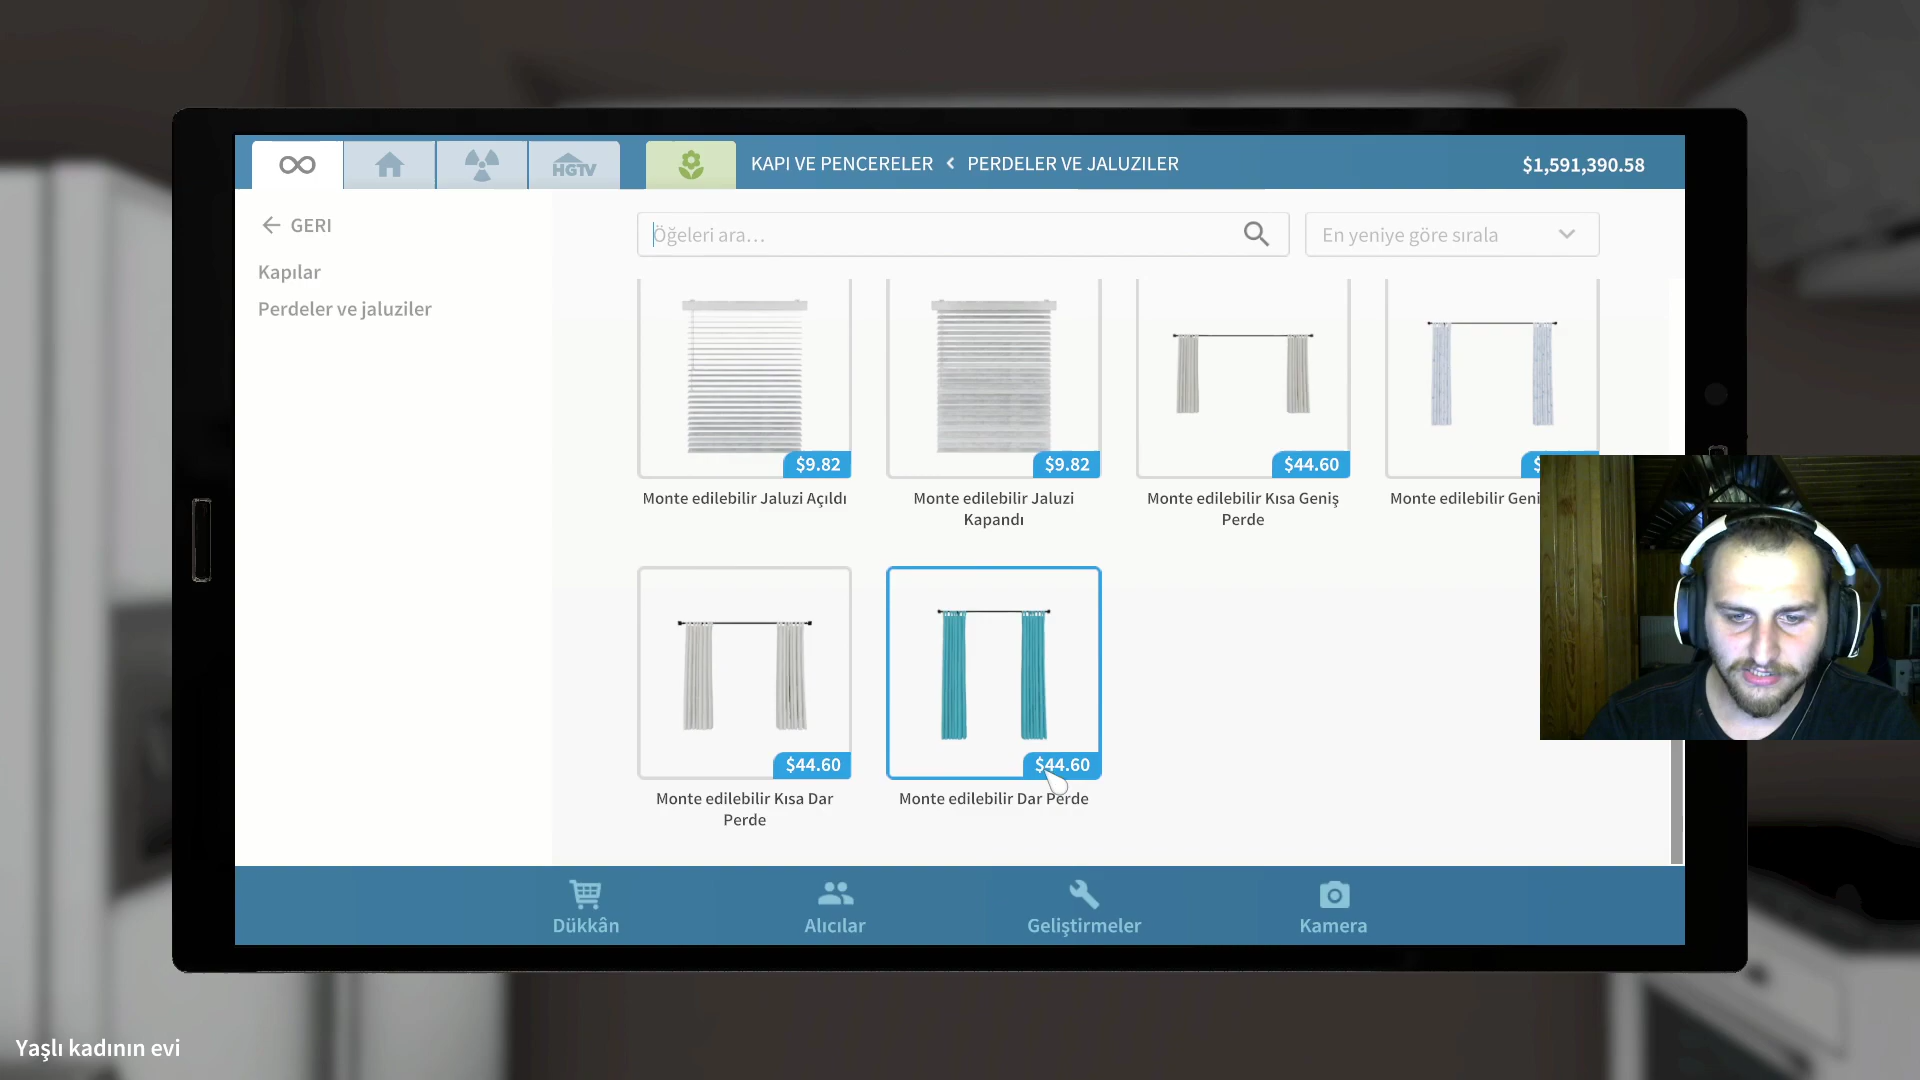 HGTV
KAPI VE PENCERELER < PERDELER VE JALUZILER
$1,591,390.58
← GERI
Kapılar
Perdeler ve jaluziler
Öğeleri ara...
En yeniye göre sırala
$9.82
$9.82
$44.60
$
Monte edilebilir Jaluzi Açıldı
Monte edilebilir Jaluzi
Kapandı
Monte edilebilir Kısa Geniş
Perde
Monte edilebilir Geni
$44.60
$44.60
Monte edilebilir Kısa Dar
Perde
Monte edilebilir Dar Perde
Dükkân
Alıcılar
Geliştirmeler
Kamera
Yaşlı kadının evi